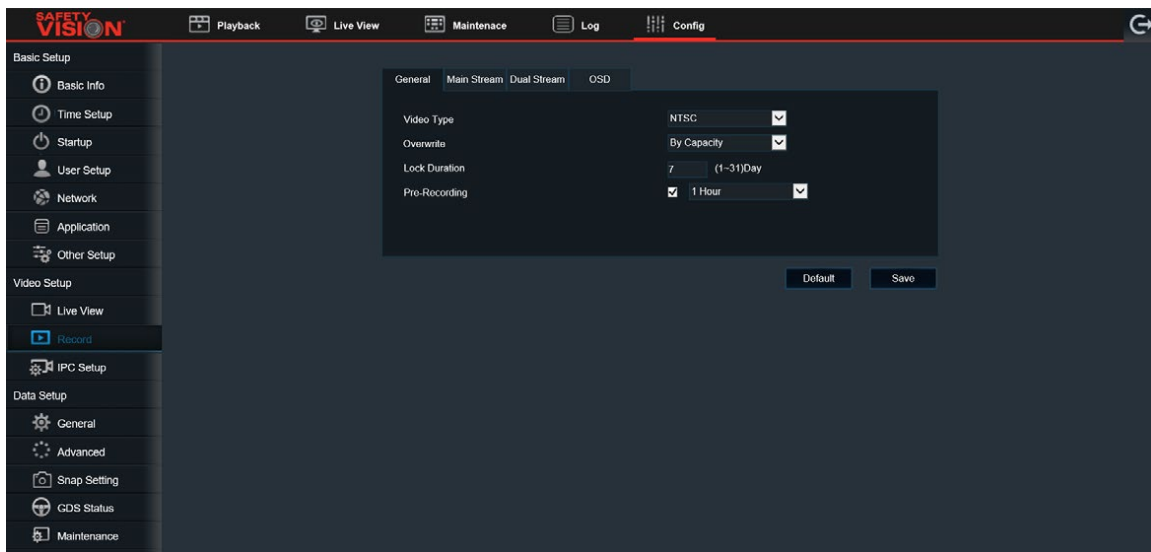 SAFETY VISION
Playback
Live View
Maintenace
Log
Config
Basic Setup
Basic Info
Time Setup
Startup
User Setup
Network
Application
Other Setup
Video Setup
Live View
Record
IPC Setup
Data Setup
General
Advanced
Snap Setting
GDS Status
Maintenance
General
Main Stream
Dual Stream
OSD
Video Type
NTSC
Overwrite
By Capacity
Lock Duration
7 (1~31)Day
Pre-Recording
1 Hour
Default
Save